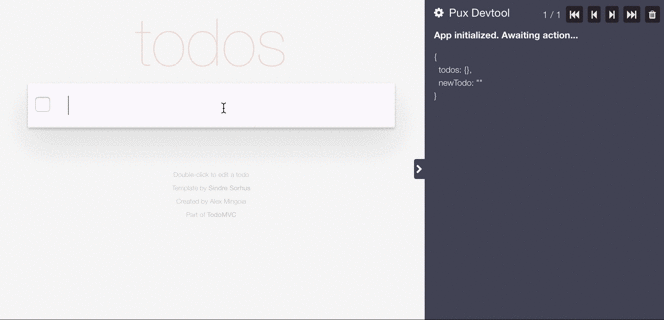 todos
Double-click to edit a todo
Template by Sindre Sorhus
Created by Alex Mingoia
Part of TodoMVC
Pux Devtool
1 / 1
App initialized. Awaiting action...
{
todos: {},
newTodo: ""
}